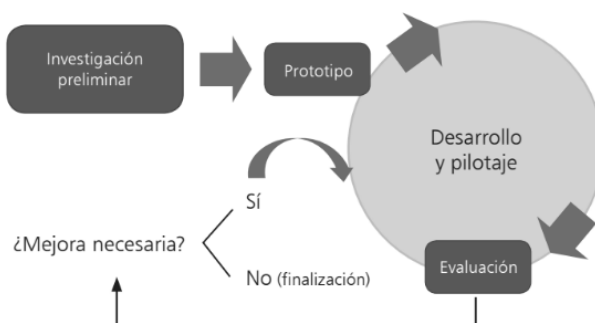 Investigación
preliminar
Prototipo
Desarrollo
y pilotaje
Sí
¿Mejora necesaria?
No (finalización)
Evaluación